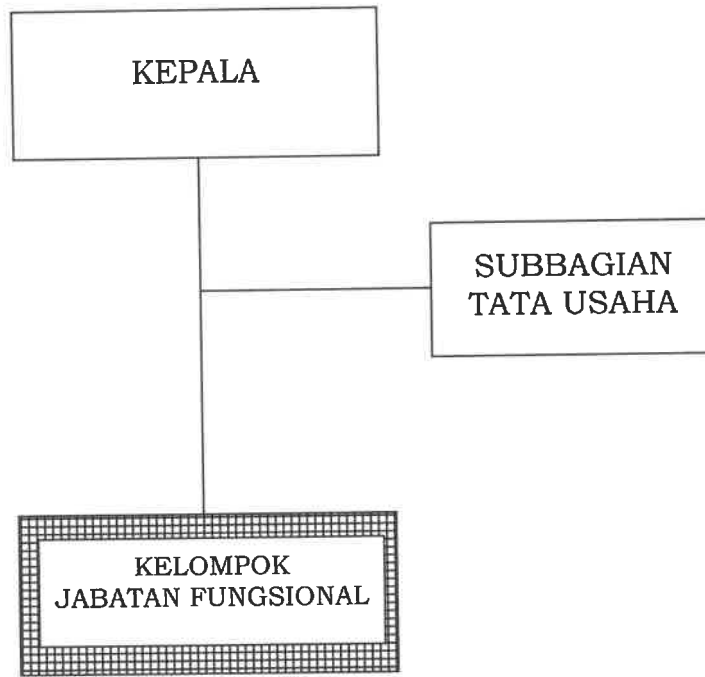 KEPALA
SUBBAGIAN
TATA USAHA
KELOMPOK
JABATAN FUNGSIONAL